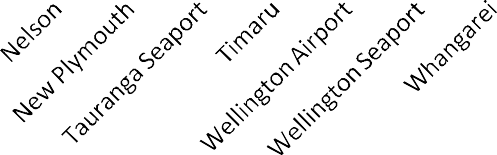 Nelson
New Plymouth
Tauranga Seaport
Timaru
Wellington Airport
Wellington Seaport
Whangarei